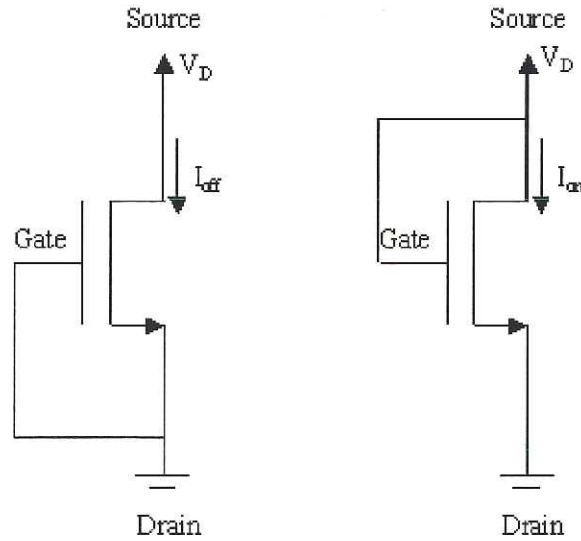 Source
V_D
I_off
Gate
Drain
Source
V_D
I_on
Gate
Drain